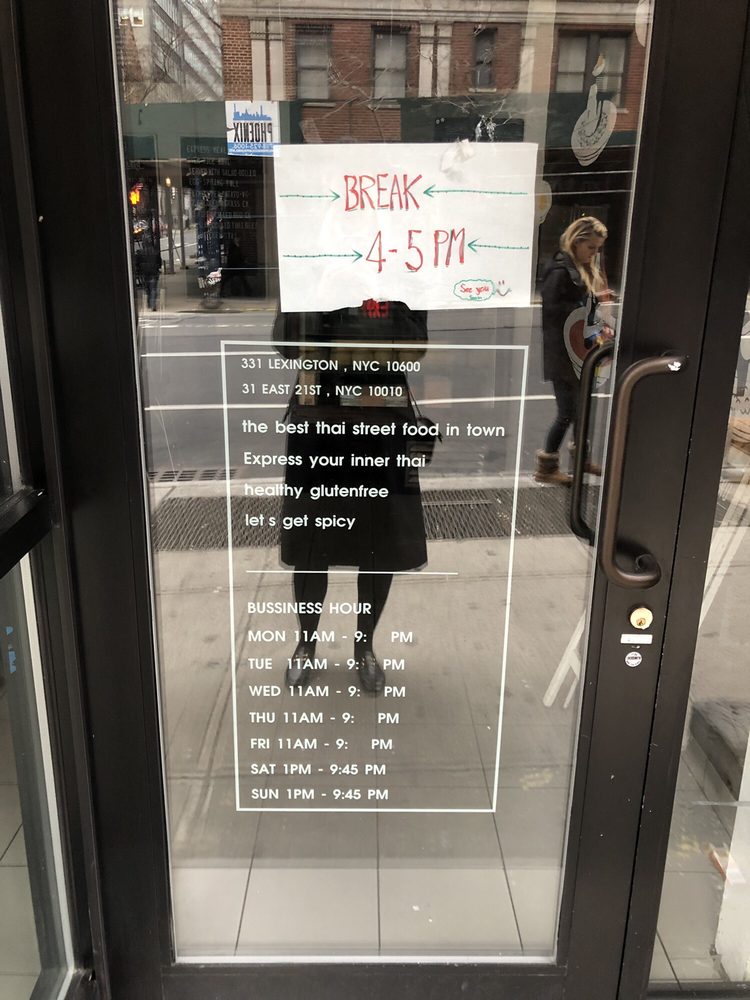 PHOENIX
BREAK
4-5 PM
See you
Soon
331 LEXINGTON , NYC 10600
31 EAST 21ST , NYC 10010
the best thai street food in town
Express your inner thai
healthy glutenfree
let s get spicy
BUSSINESS HOUR
MON 11AM - 9: PM
TUE 11AM - 9: PM
WED 11AM - 9: PM
THU 11AM - 9: PM
FRI 11AM - 9: PM
SAT 1PM - 9:45 PM
SUN 1PM - 9:45 PM